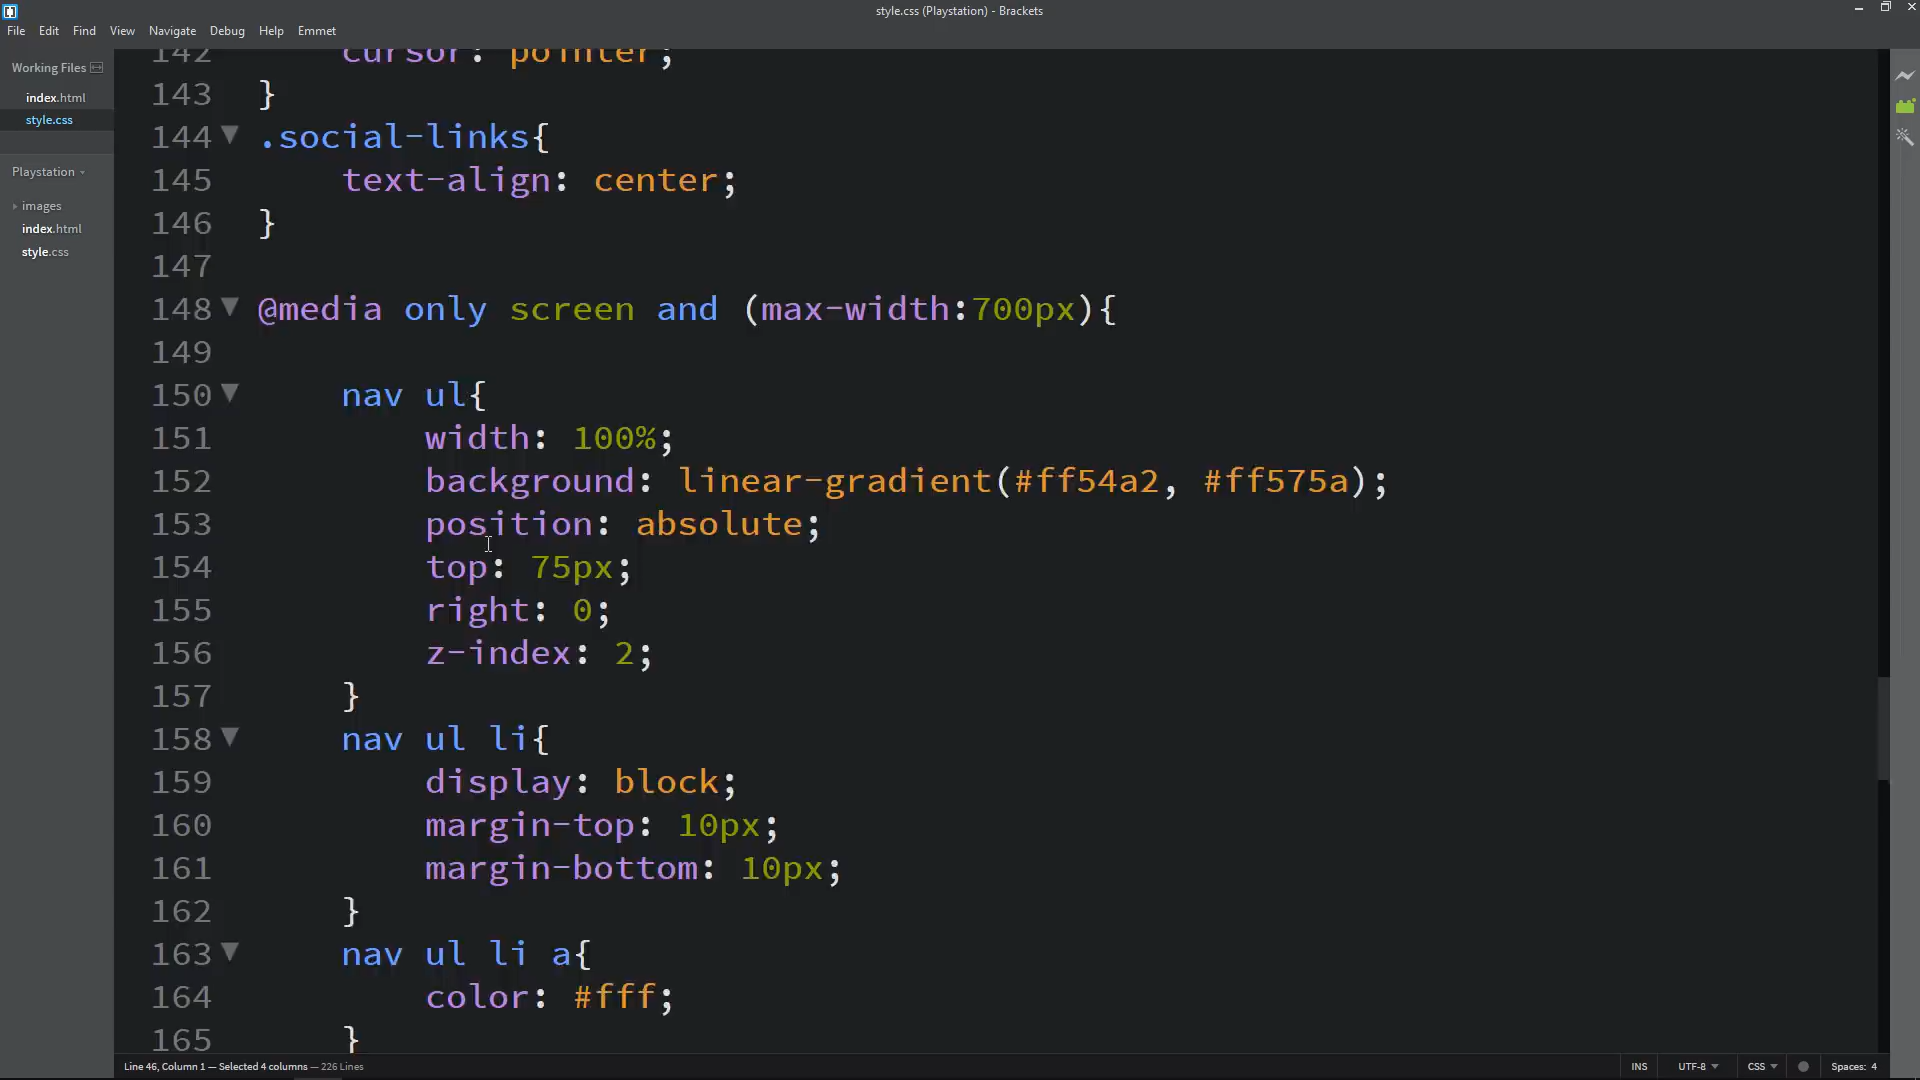 style.css (Playstation) - Brackets
File Edit Find View Navigate Debug Help Emmet
Working Files
index.html
style.css
Playstation
images
index.html
style.css
142 cursor: pointer;
143 }
144 .social-links{
145 text-align: center;
146 }
147
148 @media only screen and (max-width:700px){
149
150 nav ul{
151 width: 100%;
152 background: linear-gradient(#ff54a2, #ff575a);
153 position: absolute;
154 top: 75px;
155 right: 0;
156 z-index: 2;
157 }
158 nav ul li{
159 display: block;
160 margin-top: 10px;
161 margin-bottom: 10px;
162 }
163 nav ul li a{
164 color: #fff;
165 }
Line 46, Column 1 — Selected 4 columns — 226 Lines
INS UTF-8 CSS Spaces: 4